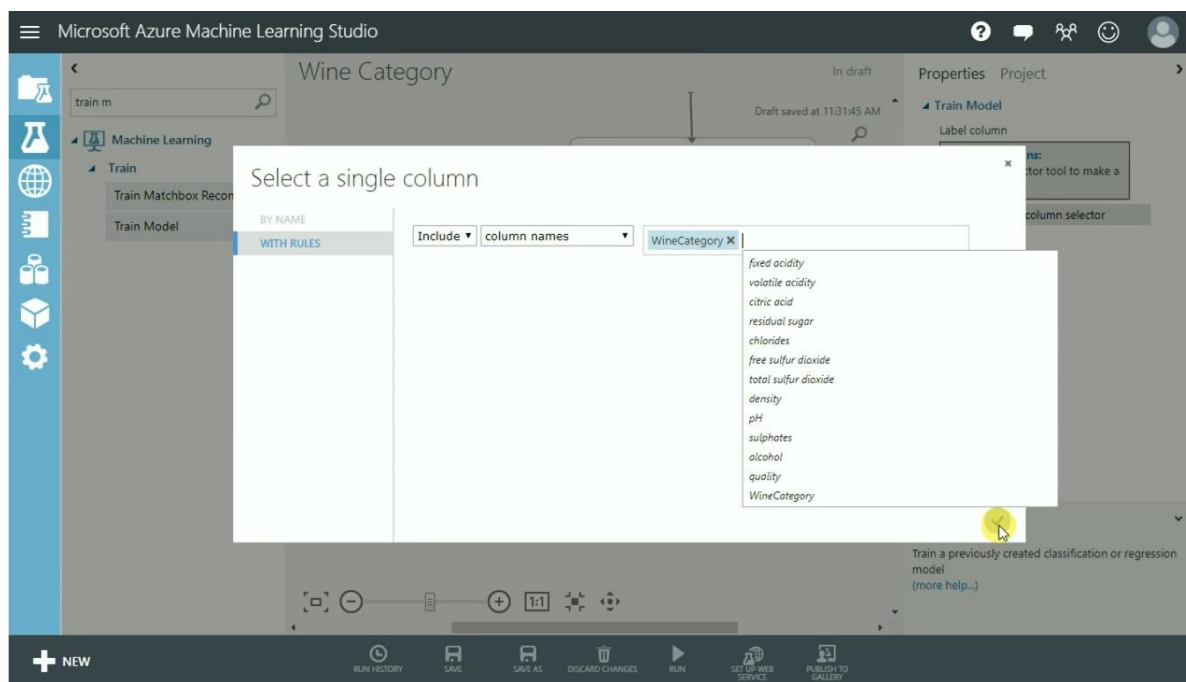 Microsoft Azure Machine Learning Studio
train m
Machine Learning
Train
Train Matchbox Recon
Train Model
Wine Category
In draft
Draft saved at 11:31:45 AM
Properties Project
Train Model
Label column
ns:
ctor tool to make a
column selector
Select a single column
BY NAME
WITH RULES
Include
column names
WineCategory
fixed acidity
volatile acidity
citric acid
residual sugar
chlorides
free sulfur dioxide
total sulfur dioxide
density
pH
sulphates
alcohol
quality
WineCategory
Train a previously created classification or regression
model
(more help...)
1:1
NEW
RUN HISTORY
SAVE
SAVE AS
DISCARD CHANGES
RUN
SET UP WEB
SERVICE
PUBLISH TO
GALLERY